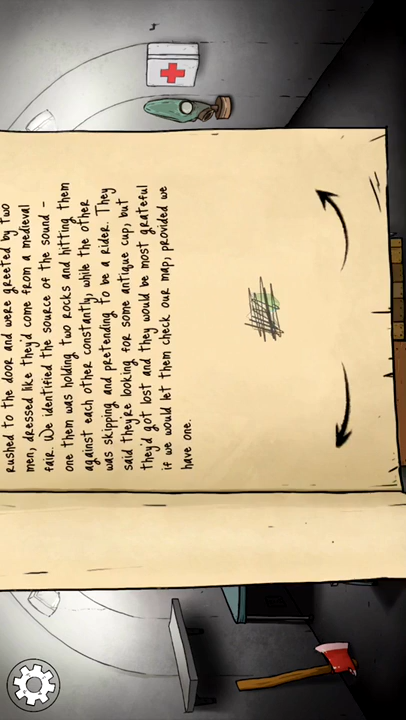 rushed to the door and were greeted by two
men, dressed like they'd come from a medieval
fair. We identified the source of the sound -
one them was holding two rocks and hitting them
against each other constantly, while the other
was skipping and pretending to be a rider. They
said they're looking for some antique cup, but
they'd got lost and they would be most grateful
if we would let them check our map, provided we
have one.